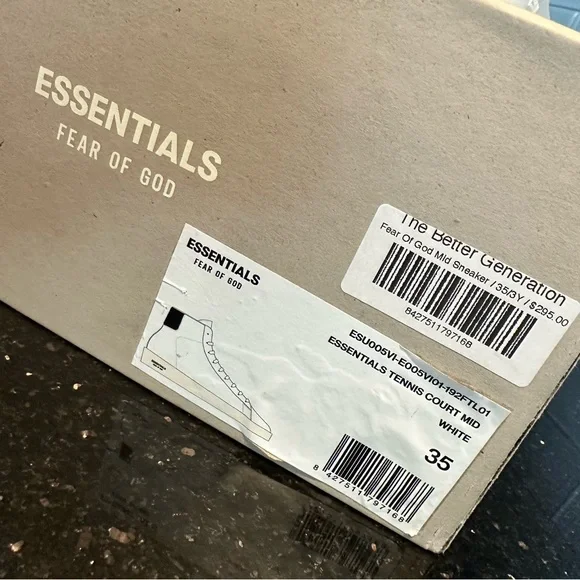 ESSENTIALS
FEAR OF GOD
The Better Generation
Fear Of God Mid Sneaker / 35/3Y / $295.00
8427511797168
ESSENTIALS
FEAR OF GOD
ESU005VI-E005VI01-192FTL01
ESSENTIALS TENNIS COURT MID
WHITE
35
8 427511 797168